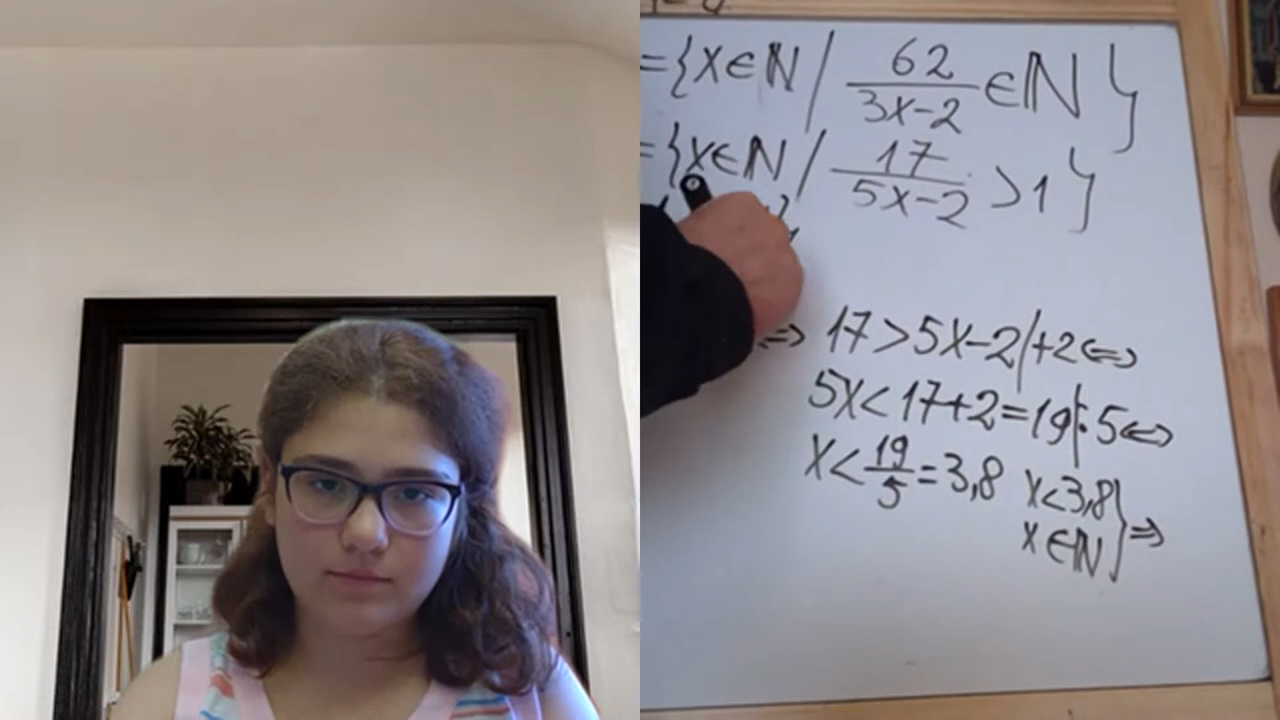 ={x∈ℕ / 62/(3x-2) ∈ℕ}
={x∈ℕ / 17/(5x-2) >1}
⇔ 17>5x-2 |+2 ⇔
5x<17+2=19 |:5 ⇔
x<19/5=3,8 x<3,8
x∈ℕ } ⇒